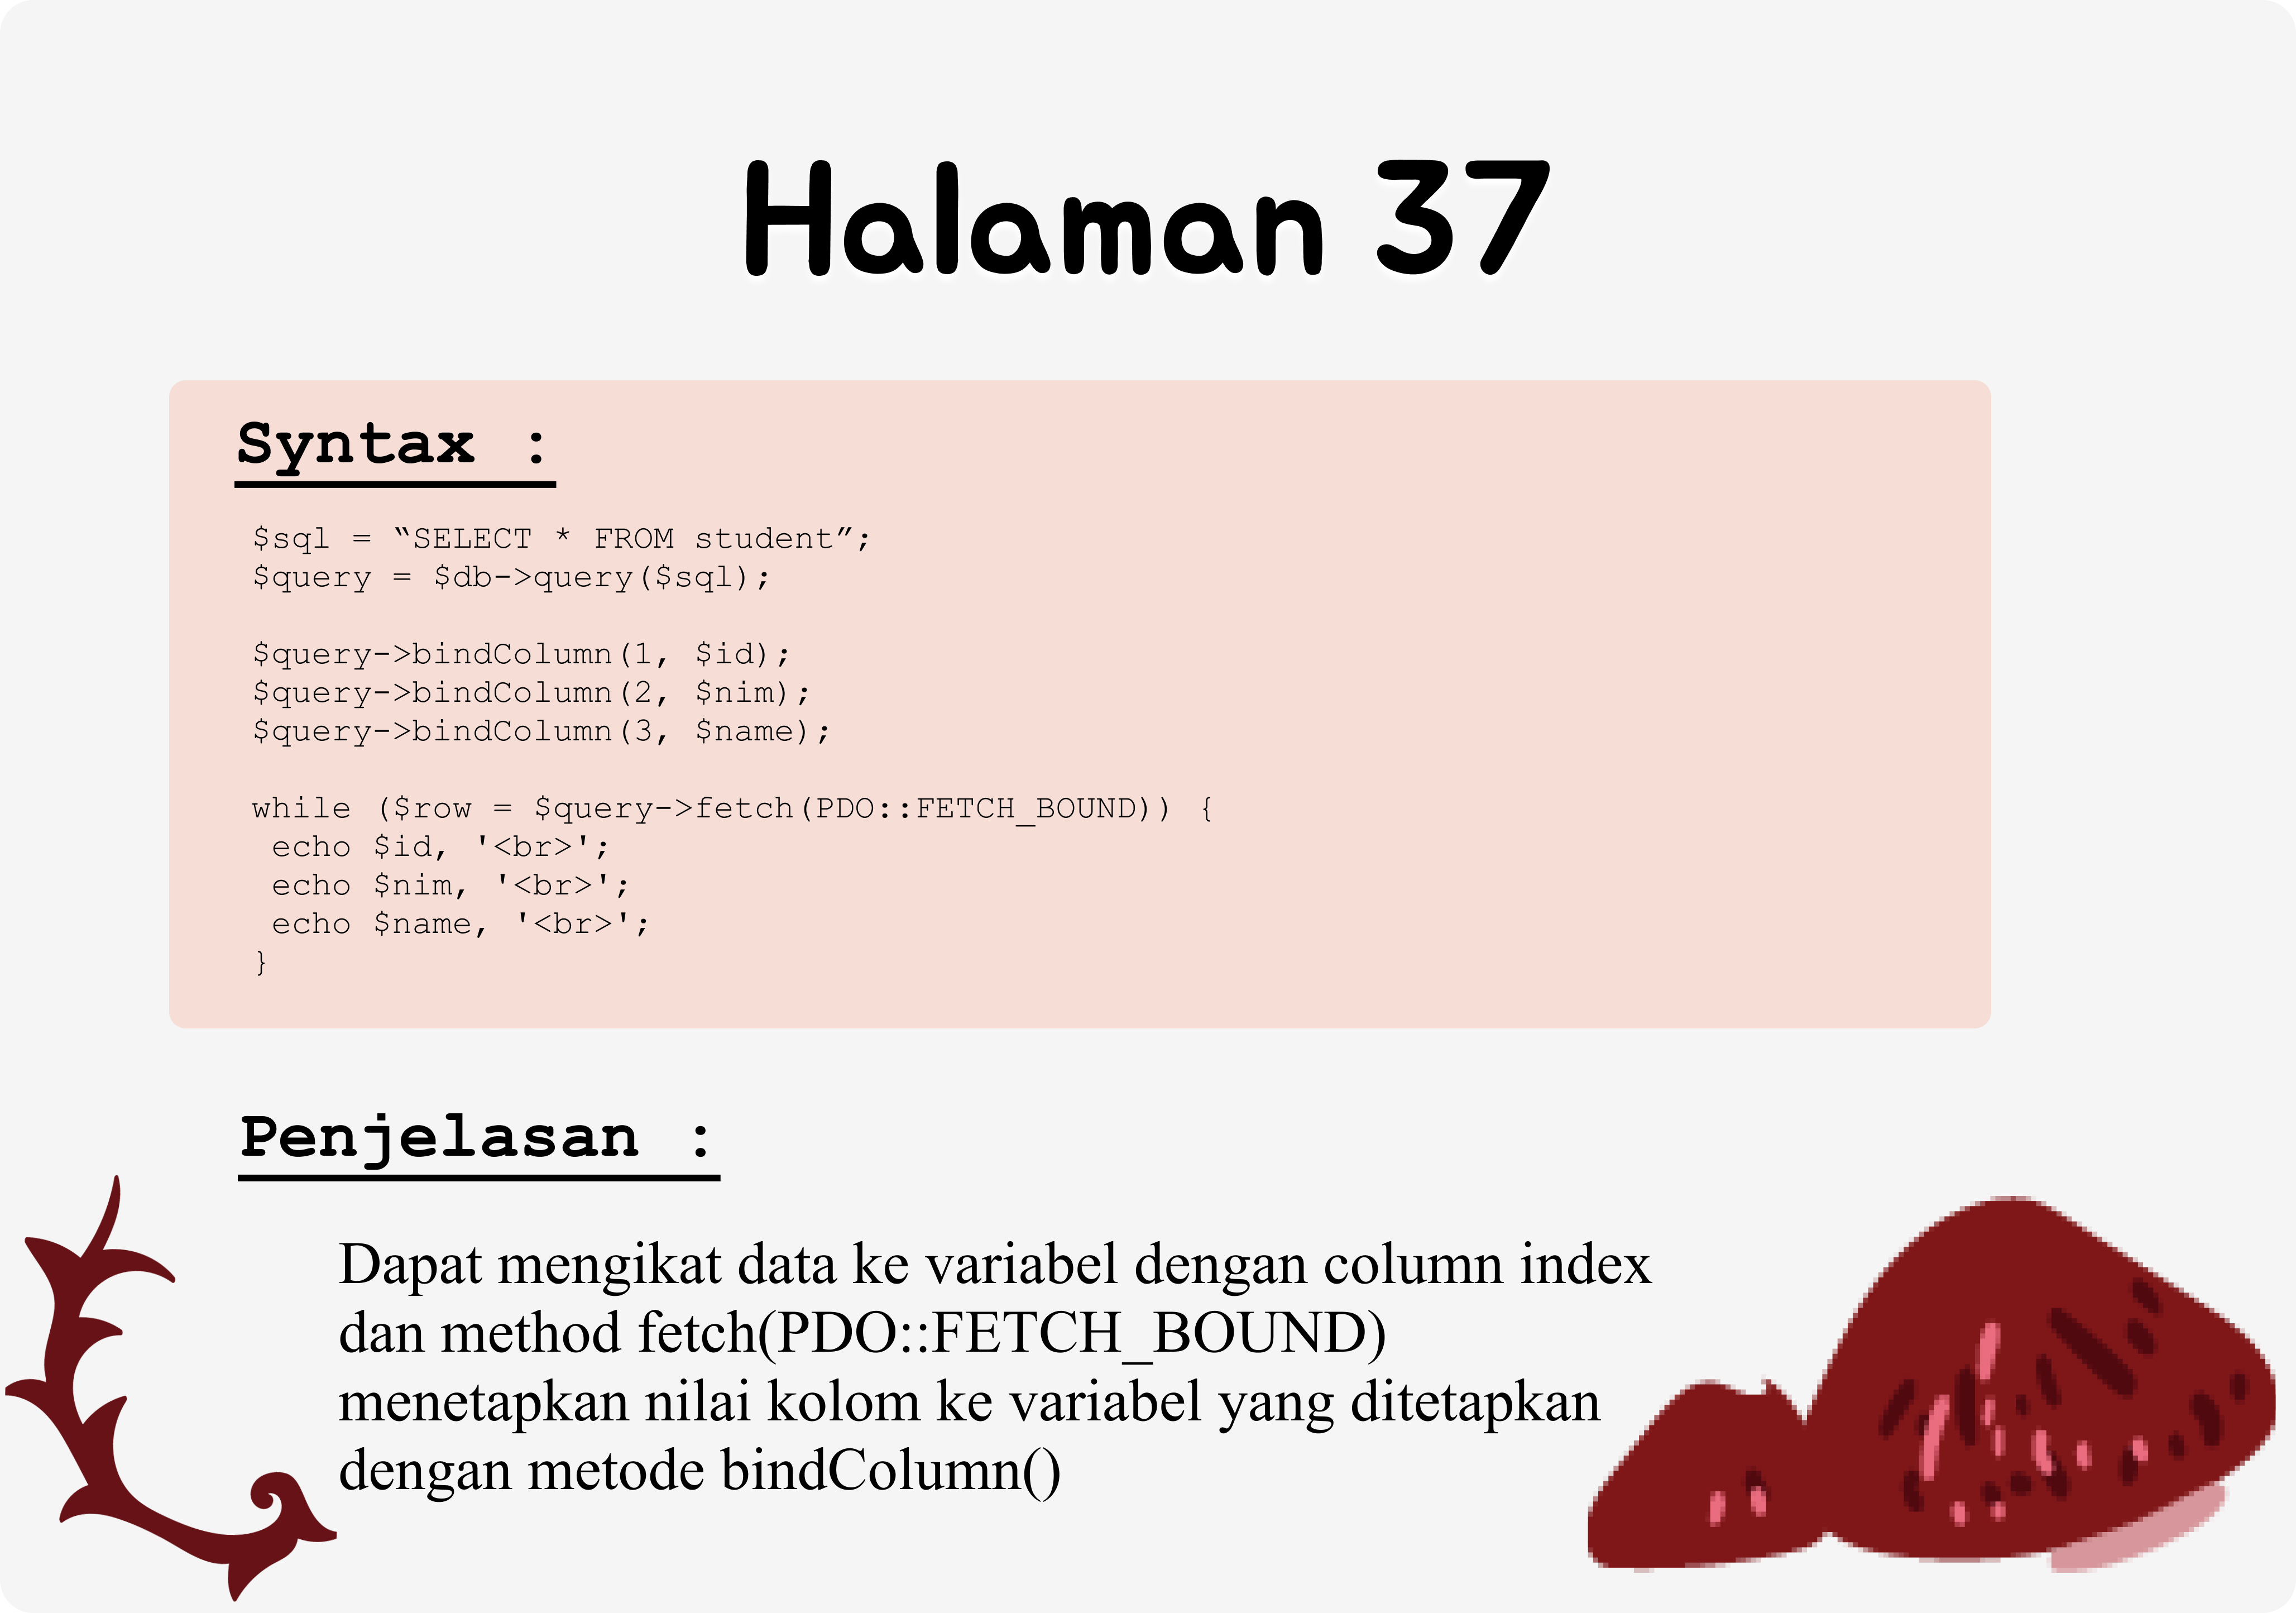 Halaman 37
Syntax :
$sql = “SELECT * FROM student”;
$query = $db->query($sql);
$query->bindColumn(1, $id);
$query->bindColumn(2, $nim);
$query->bindColumn(3, $name);
while ($row = $query->fetch(PDO::FETCH_BOUND)) {
 echo $id, '<br>';
 echo $nim, '<br>';
 echo $name, '<br>';
}
Penjelasan :
Dapat mengikat data ke variabel dengan column index
dan method fetch(PDO::FETCH_BOUND)
menetapkan nilai kolom ke variabel yang ditetapkan
dengan metode bindColumn()